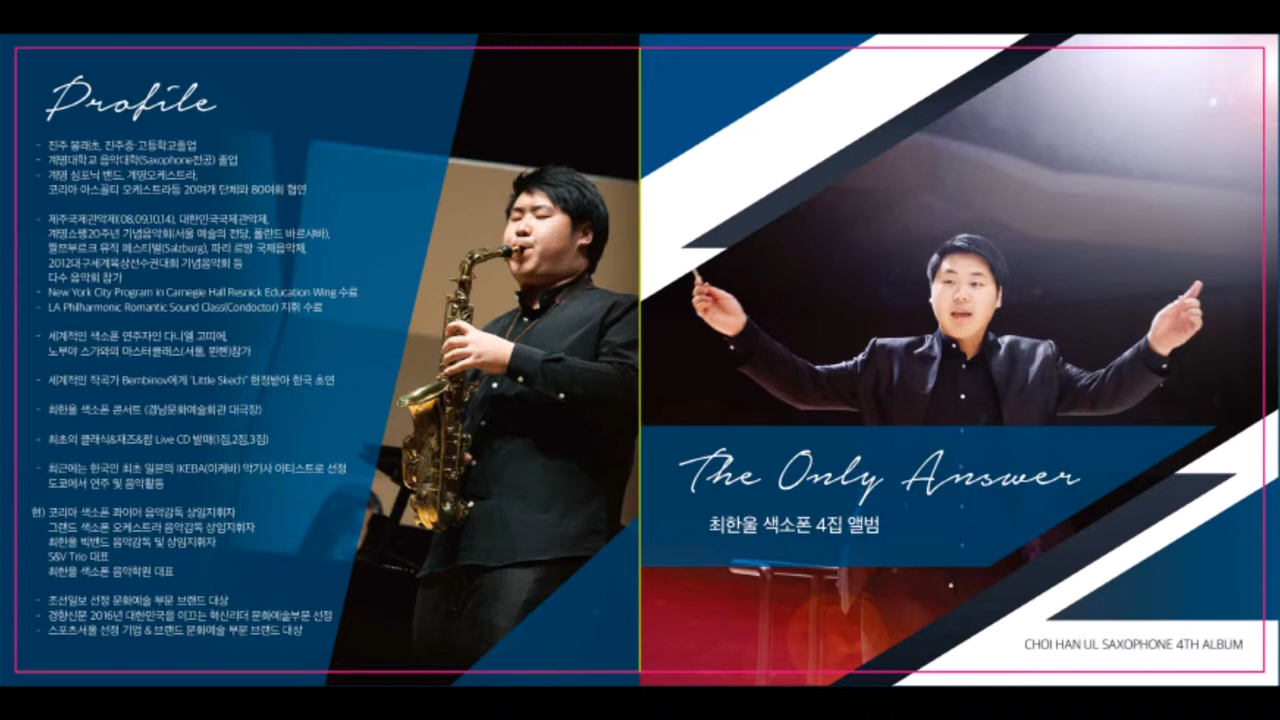 Profile
- 진주 봉래초, 진주중·고등학교졸업
- 계명대학교 음악대학(Saxophone전공) 졸업
- 계명 심포닉 밴드, 계명오케스트라,
코리아 아스꼴티 오케스트라등 20여개 단체와 80여회 협연
- 제주국제관악제(08,09,10,14), 대한민국국제관악제,
계명쇼팽20주년 기념음악회(서울 예술의 전당, 폴란드 바르샤바),
짤쯔부르크 뮤직 페스티벌(Salzburg), 파리 르망 국제음악제,
2012대구세계육상선수권대회 기념음악회 등
다수 음악회 참가
- New York City Program in Carnegie Hall Resnick Education Wing 수료
- LA Philharmonic Romantic Sound Class(Condoctor) 지휘 수료
- 세계적인 색소폰 연주자인 다니엘 고띠에,
노부야 스가와의 마스터클래스(서울, 뮌헨)참가
- 세계적인 작곡가 Bembinov에게 "Little Skech" 헌정받아 한국 초연
- 최한울 색소폰 콘서트 (경남문화예술회관 대극장)
- 최초의 클래식&재즈&팝 Live CD 발매(1집,2집,3집)
- 최근에는 한국인 최초 일본의 IKEBA(이케바) 악기사 아티스트로 선정
도쿄에서 연주 및 음악활동
현) 코리아 색소폰 콰이어 음악감독 상임지휘자
그랜드 색소폰 오케스트라 음악감독 상임지휘자
최한울 빅밴드 음악감독 및 상임지휘자
S&V Trio 대표
최한울 색소폰 음악학원 대표
- 조선일보 선정 문화예술 부문 브랜드 대상
- 경향신문 2016년 대한민국을 이끄는 혁신리더 문화예술부문 선정
- 스포츠서울 선정 기업 & 브랜드 문화예술 부문 브랜드 대상
The Only Answer
최한울 색소폰 4집 앨범
CHOI HAN UL SAXOPHONE 4TH ALBUM